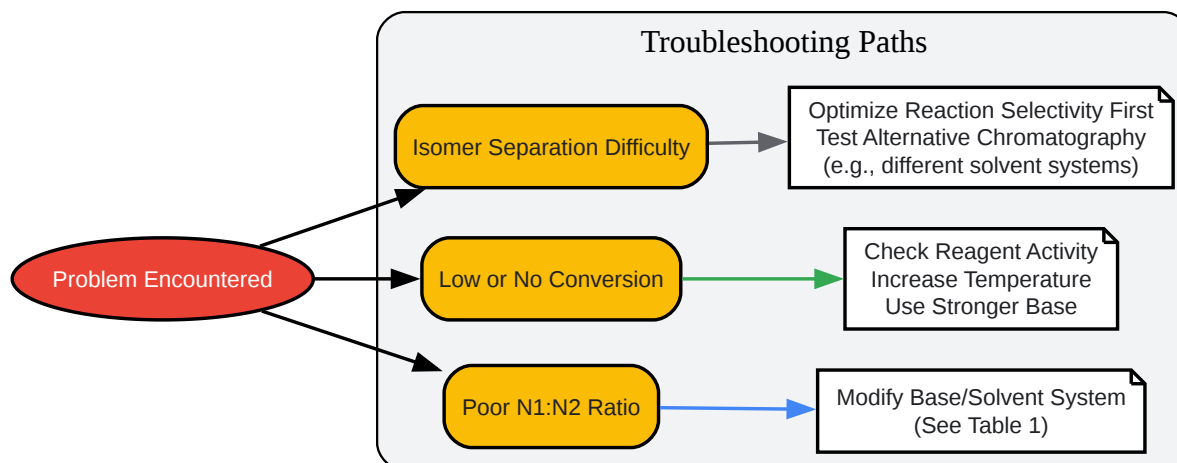 Troubleshooting Paths
Problem Encountered
Isomer Separation Difficulty
Optimize Reaction Selectivity First
Test Alternative Chromatography
(e.g., different solvent systems)
Low or No Conversion
Check Reagent Activity
Increase Temperature
Use Stronger Base
Poor N1:N2 Ratio
Modify Base/Solvent System
(See Table 1)